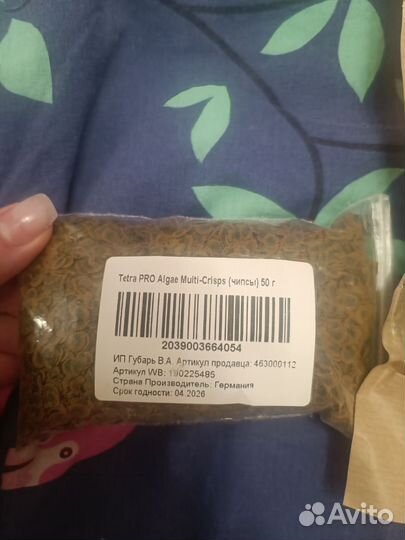 Tetra PRO Algae Multi-Crisps (чипсы) 50 г
2039003664054
ИП Губарь В.А. Артикул продавца: 463000112
Артикул WB: 190225485
Страна Производитель: Германия
Срок годности: 04.2026
Avito